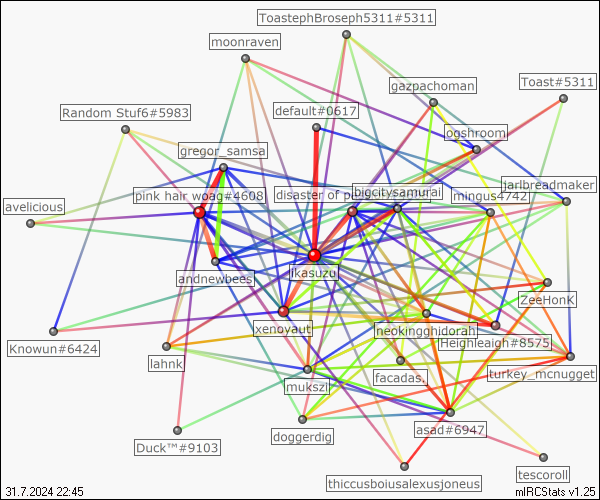 ToastephBroseph5311#5311
moonraven
gazpachoman
Toast#5311
Random Stuf6#5983
default#0617
ogshroom
gregor_samsa
pink hair woag#4608
disaster of
bigcitysamurai
mingus4742
jarlbreadmaker
avelicious
andnewbees
ikasuzu
ZeeHonK
xenoyaut
neokingghidorah
Heighleigh#8575
Knowun#6424
lahnk
mukszi
facadas.
turkey_mcnugget
doggerdig
asad#6947
Duck™#9103
tescoroll
thiccusboiusalexusjoneus
31.7.2024 22:45
mIRCStats v1.25